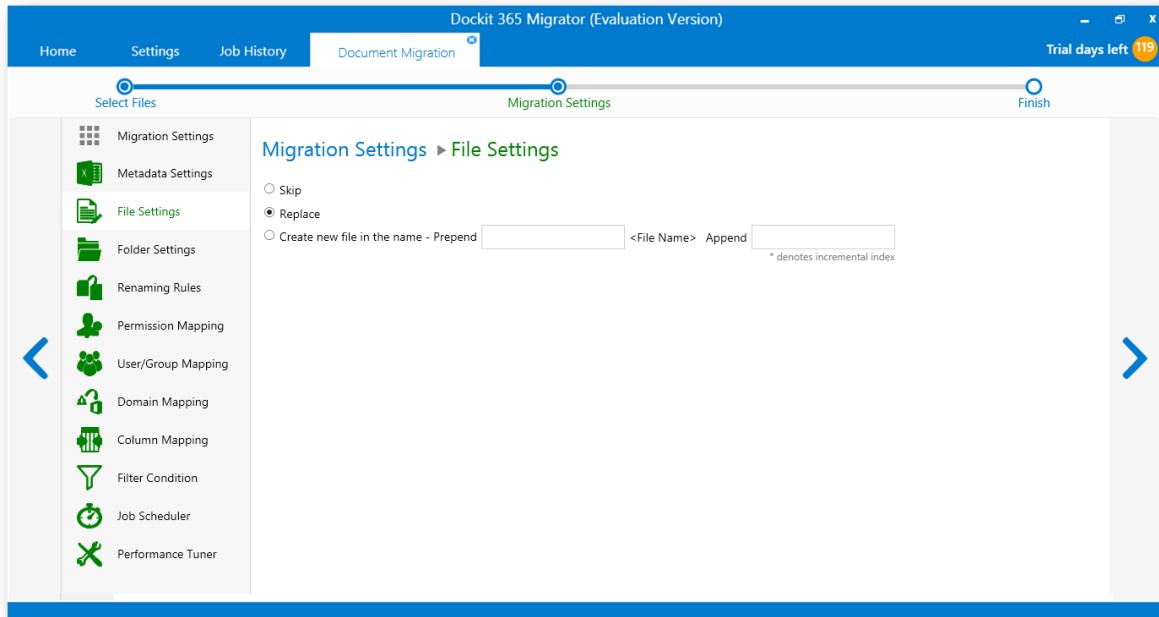 Dockit 365 Migrator (Evaluation Version)
Home Settings Job History Document Migration Trial days left 119
Select Files Migration Settings Finish
Migration Settings
Metadata Settings
File Settings
Folder Settings
Renaming Rules
Permission Mapping
User/Group Mapping
Domain Mapping
Column Mapping
Filter Condition
Job Scheduler
Performance Tuner
Migration Settings ▸ File Settings
Skip
Replace
Create new file in the name - Prepend <File Name> Append
* denotes incremental index